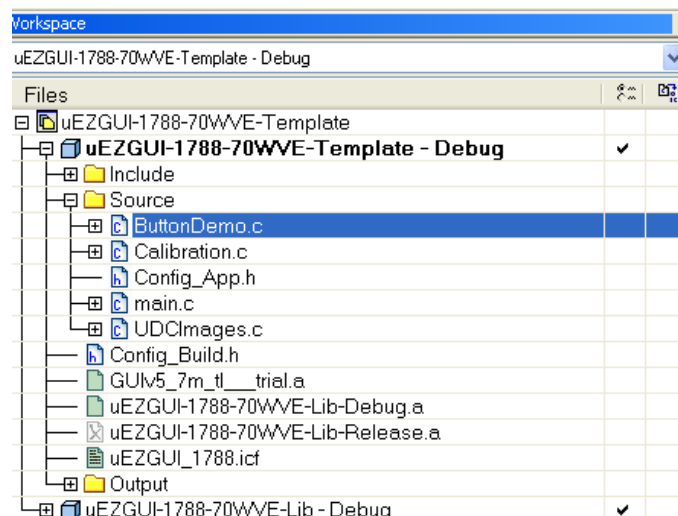 Workspace
uEZGUI-1788-70WVE-Template - Debug
Files
uEZGUI-1788-70WVE-Template
uEZGUI-1788-70WVE-Template - Debug
Include
Source
ButtonDemo.c
Calibration.c
Config_App.h
main.c
UDCImages.c
Config_Build.h
GUIv5_7m_tl___trial.a
uEZGUI-1788-70WVE-Lib-Debug.a
uEZGUI-1788-70WVE-Lib-Release.a
uEZGUI_1788.icf
Output
uEZGUI-1788-70WVE-Lib - Debug